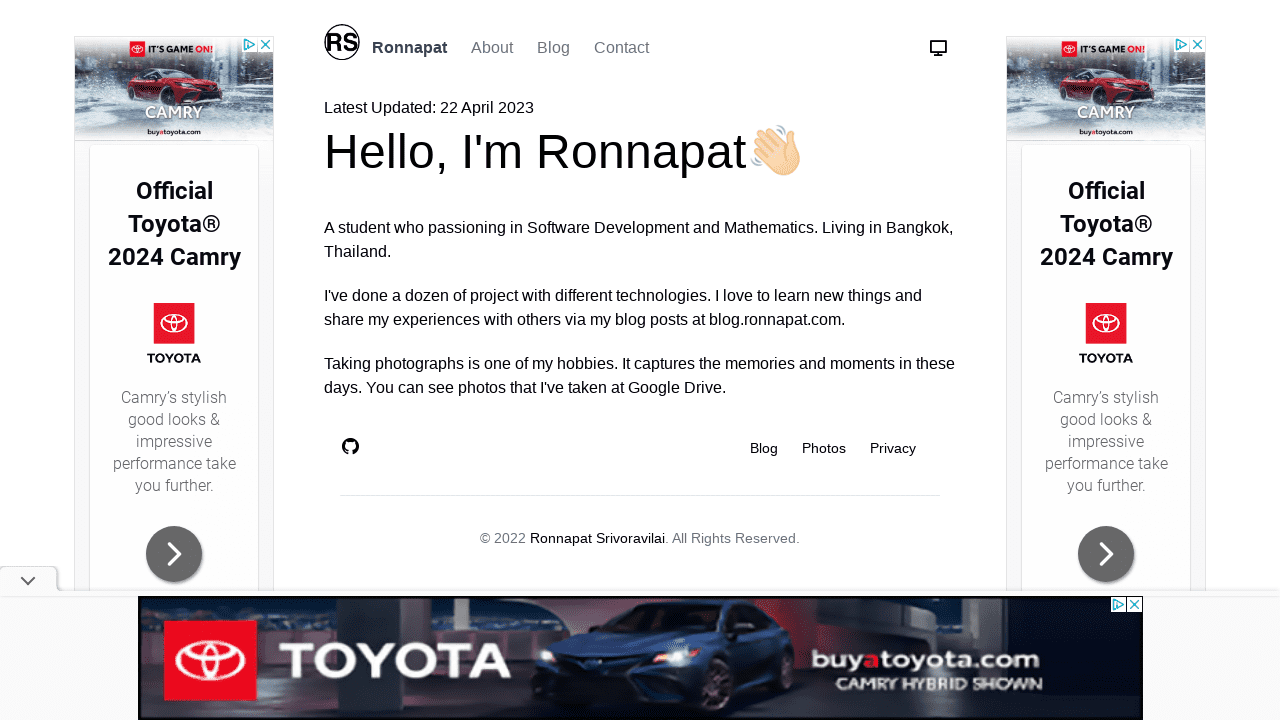 RS
Ronnapat
About
Blog
Contact
Latest Updated: 22 April 2023
Hello, I'm Ronnapat👋🏻
A student who passioning in Software Development and Mathematics. Living in Bangkok,
Thailand.
I've done a dozen of project with different technologies. I love to learn new things and
share my experiences with others via my blog posts at blog.ronnapat.com.
Taking photographs is one of my hobbies. It captures the memories and moments in these
days. You can see photos that I've taken at Google Drive.
Blog
Photos
Privacy
© 2022 Ronnapat Srivoravilai. All Rights Reserved.
IT'S GAME ON!
CAMRY
buyatoyota.com
Official
Toyota®
2024 Camry
TOYOTA
Camry's stylish
good looks &
impressive
performance take
you further.
IT'S GAME ON!
CAMRY
buyatoyota.com
Official
Toyota®
2024 Camry
TOYOTA
Camry's stylish
good looks &
impressive
performance take
you further.
TOYOTA
buyatoyota.com
CAMRY HYBRID SHOWN